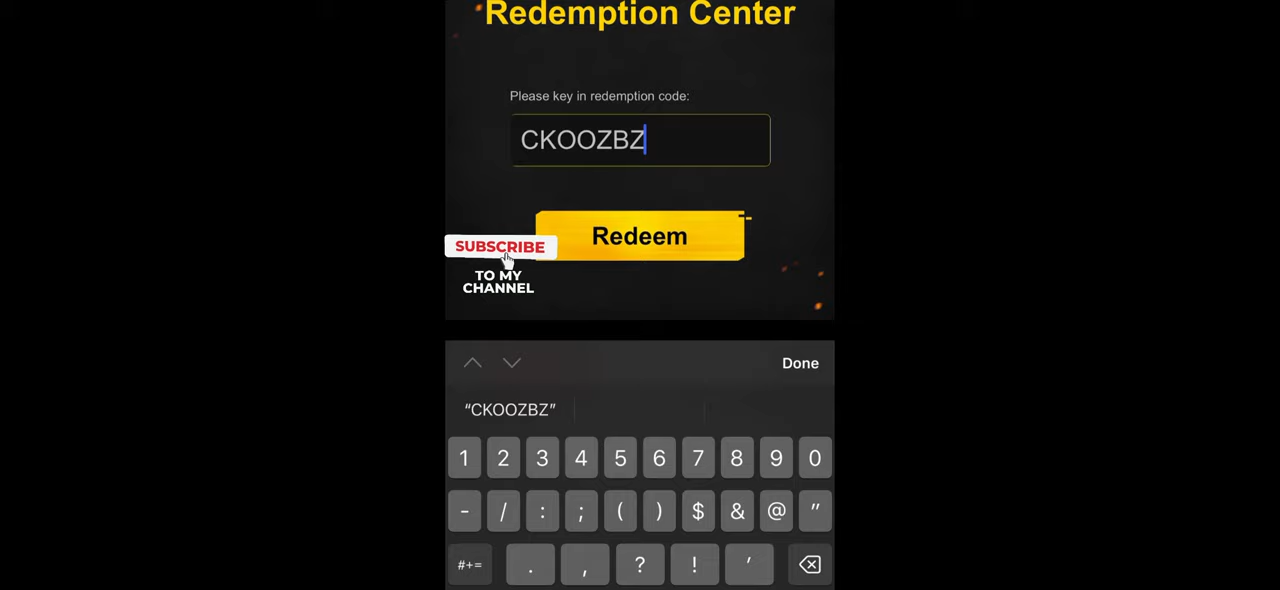 Redemption Center
Please key in redemption code:
CKOOZBZ
Redeem
SUBSCRIBE
TO MY
CHANNEL
Done
“CKOOZBZ”
1 2 3 4 5 6 7 8 9 0
- / : ; ( ) $ & @ "
#+= . , ? ! '